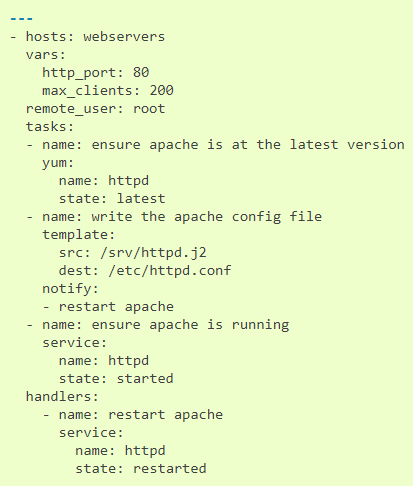 ---
- hosts: webservers
  vars:
    http_port: 80
    max_clients: 200
  remote_user: root
  tasks:
  - name: ensure apache is at the latest version
    yum:
      name: httpd
      state: latest
  - name: write the apache config file
    template:
      src: /srv/httpd.j2
      dest: /etc/httpd.conf
    notify:
    - restart apache
  - name: ensure apache is running
    service:
      name: httpd
      state: started
  handlers:
    - name: restart apache
      service:
        name: httpd
        state: restarted